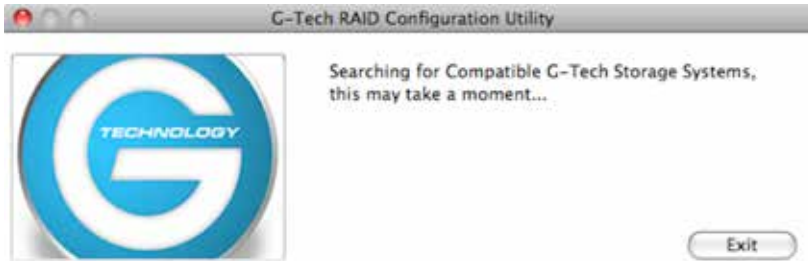 G-Tech RAID Configuration Utility
Searching for Compatible G-Tech Storage Systems,
this may take a moment...
G
TECHNOLOGY
Exit